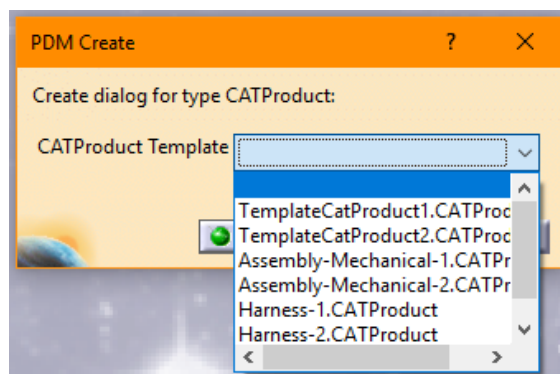 PDM Create ? ×
Create dialog for type CATProduct:
CATProduct Template
TemplateCatProduct1.CATProd
TemplateCatProduct2.CATProd
Assembly-Mechanical-1.CATPr
Assembly-Mechanical-2.CATPr
Harness-1.CATProduct
Harness-2.CATProduct